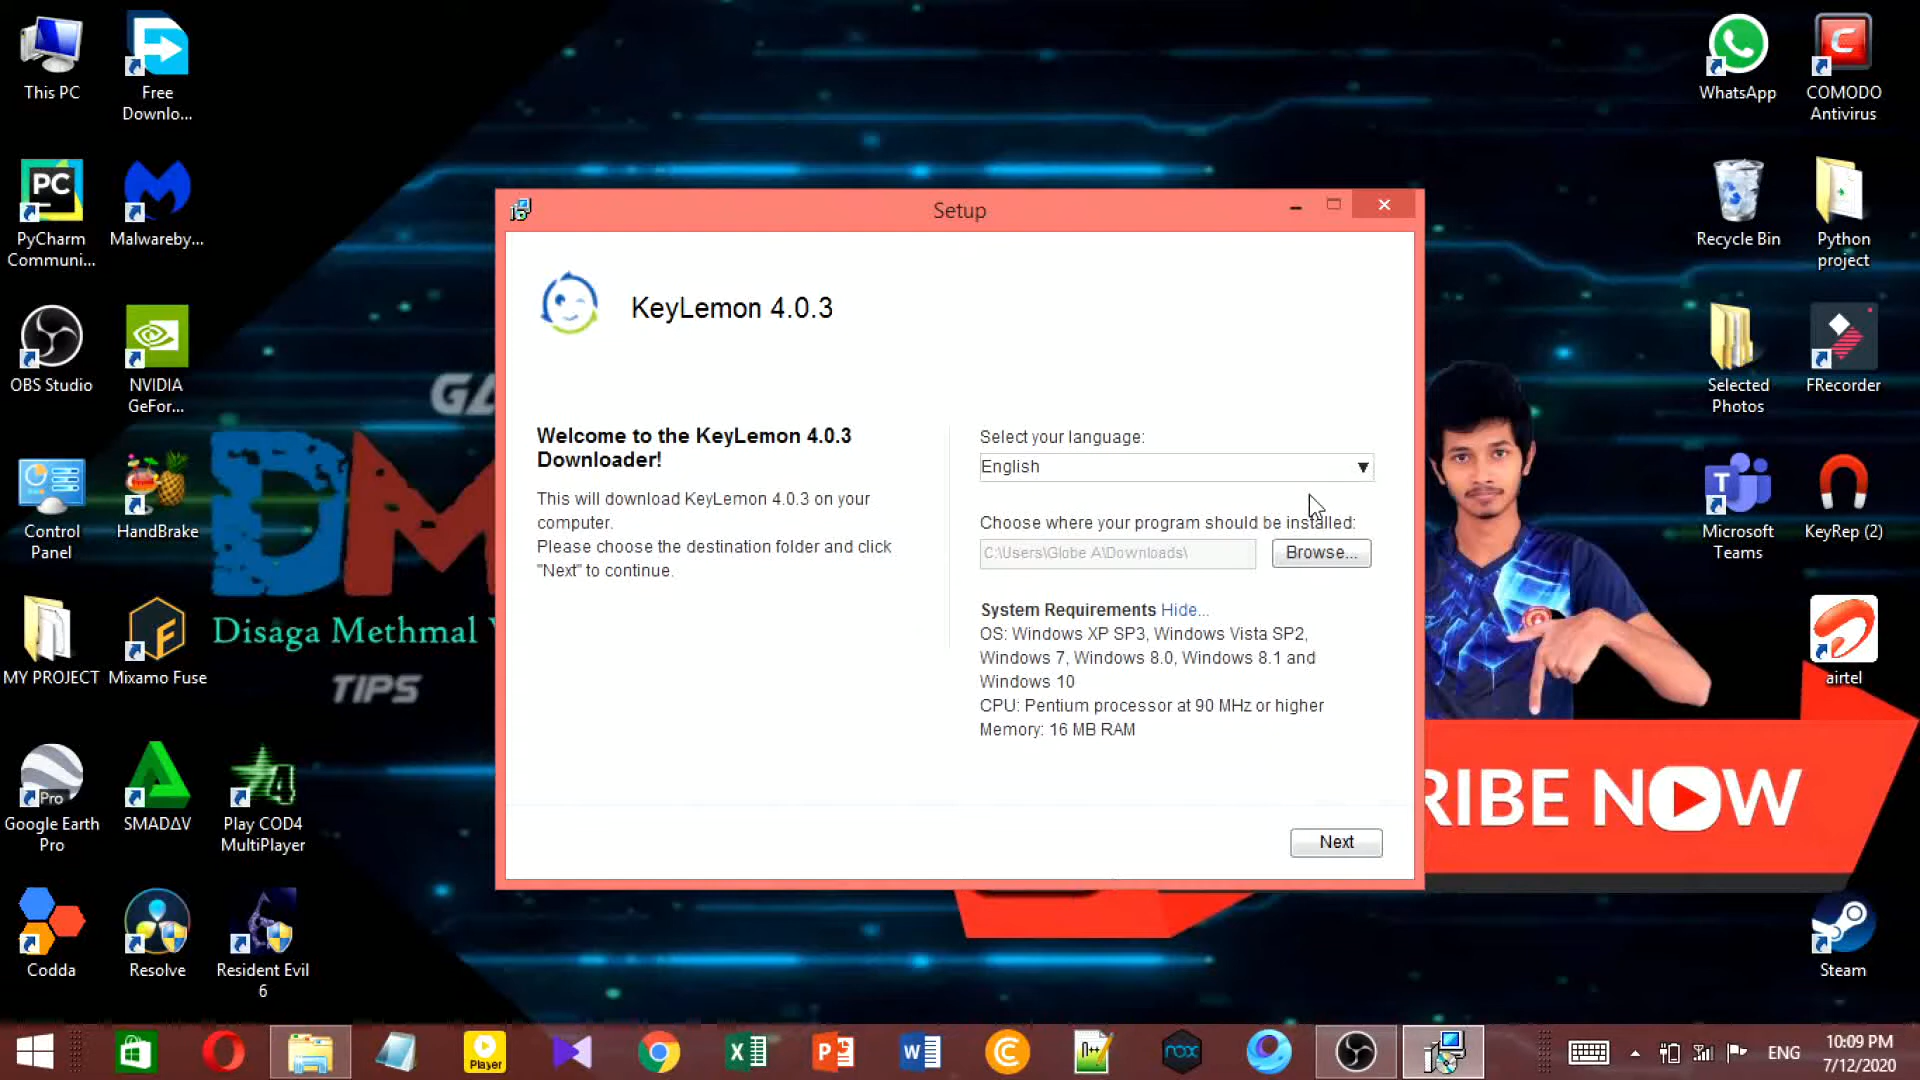 This PC
Free
Downlo...
PC
PyCharm
Communi...
Malwareby...
OBS Studio
NVIDIA
GeFor...
Control
Panel
HandBrake
MY PROJECT
Mixamo Fuse
Pro
Google Earth
Pro
SMADΔV
4
Play COD4
MultiPlayer
Codda
Resolve
Resident Evil
6
GA
DM
Disaga Methmal
TIPS
Setup
KeyLemon 4.0.3
Welcome to the KeyLemon 4.0.3
Downloader!
This will download KeyLemon 4.0.3 on your
computer.
Please choose the destination folder and click
"Next" to continue.
Select your language:
English
Choose where your program should be installed:
C:\Users\Globe A\Downloads\
Browse...
System Requirements Hide...
OS: Windows XP SP3, Windows Vista SP2,
Windows 7, Windows 8.0, Windows 8.1 and
Windows 10
CPU: Pentium processor at 90 MHz or higher
Memory: 16 MB RAM
Next
WhatsApp
C
COMODO
Antivirus
Recycle Bin
Python
project
Selected
Photos
FRecorder
T
Microsoft
Teams
KeyRep (2)
airtel
RIBE NOW
Steam
Player
X
P
W
n++
nox
ENG
10:09 PM
7/12/2020